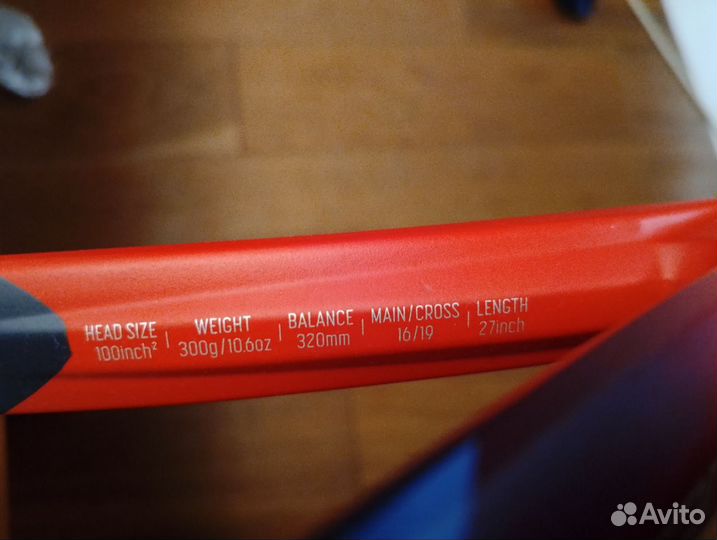 HEAD SIZE | WEIGHT | BALANCE | MAIN/CROSS | LENGTH
100inch² | 300g/10.6oz | 320mm | 16/19 | 27inch
Avito